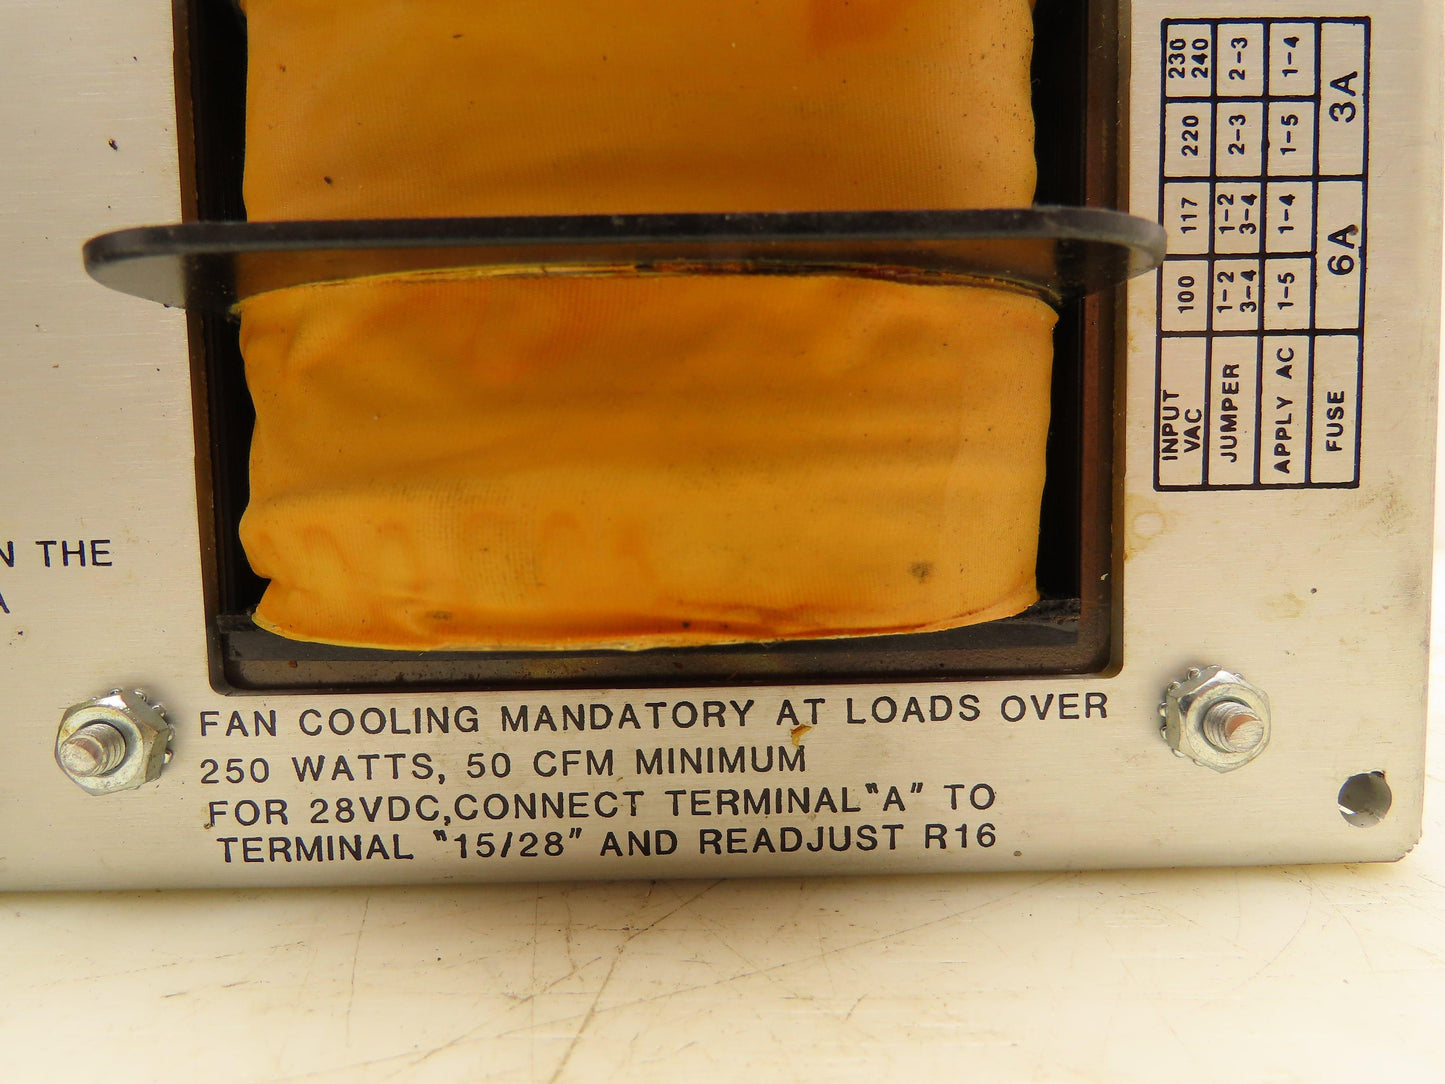 N THE
A
FAN COOLING MANDATORY AT LOADS OVER
250 WATTS, 50 CFM MINIMUM
FOR 28VDC,CONNECT TERMINAL "A" TO
TERMINAL "15/28" AND READJUST R16
INPUT VAC 100 117 220 230 240
JUMPER 1-2 3-4 1-2 3-4 2-3 2-3
APPLY AC 1-5 1-4 1-5 1-4
FUSE 6A 3A